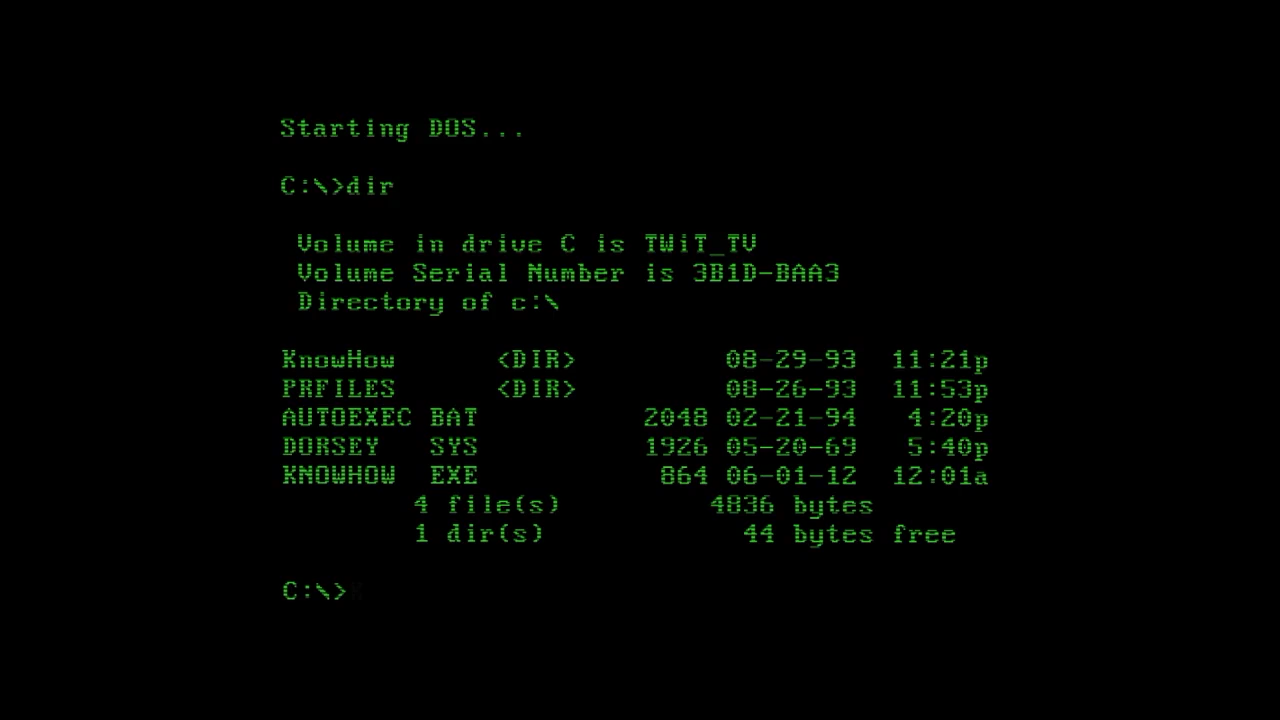 Starting DOS...
C:\>dir
Volume in drive C is TWiT_TV
Volume Serial Number is 3B1D-BAA3
Directory of c:\
KnowHow <DIR> 08-29-93 11:21p
PRFILES <DIR> 08-26-93 11:53p
AUTOEXEC BAT 2048 02-21-94 4:20p
DORSEY SYS 1926 05-20-69 5:40p
KNOWHOW EXE 864 06-01-12 12:01a
4 file(s) 4836 bytes
1 dir(s) 44 bytes free
C:\>